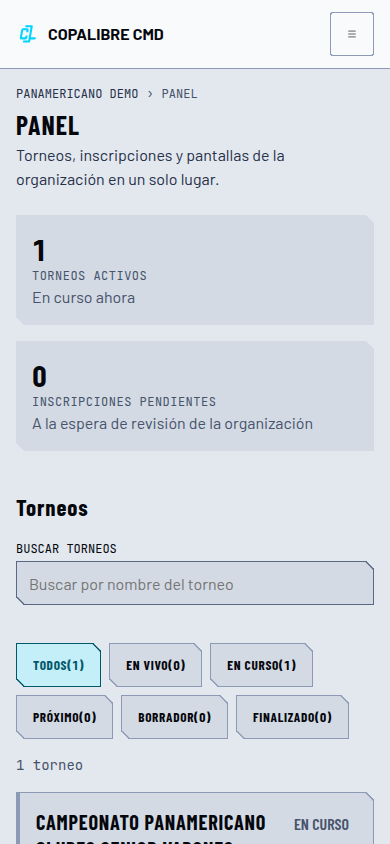 COPALIBRE CMD
PANAMERICANO DEMO › PANEL
PANEL
Torneos, inscripciones y pantallas de la
organización en un solo lugar.
1
TORNEOS ACTIVOS
En curso ahora
0
INSCRIPCIONES PENDIENTES
A la espera de revisión de la organización
Torneos
BUSCAR TORNEOS
Buscar por nombre del torneo
TODOS(1) EN VIVO(0) EN CURSO(1)
PRÓXIMO(0) BORRADOR(0) FINALIZADO(0)
1 torneo
CAMPEONATO PANAMERICANO EN CURSO
CLUBES SENIOR VARONES